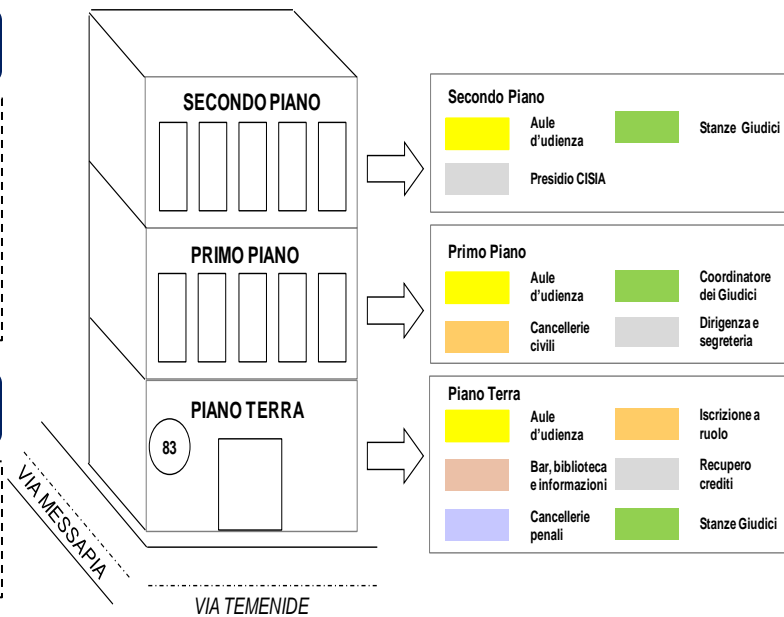 SECONDO PIANO
PRIMO PIANO
PIANO TERRA
83
VIA MESSAPIA
VIA TEMENIDE
Secondo Piano
Aule
d'udienza
Stanze Giudici
Presidio CISIA
Primo Piano
Aule
d'udienza
Coordinatore
dei Giudici
Cancellerie
civili
Dirigenza e
segreteria
Piano Terra
Aule
d'udienza
Iscrizione a
ruolo
Bar, biblioteca
e informazioni
Recupero
crediti
Cancellerie
penali
Stanze Giudici